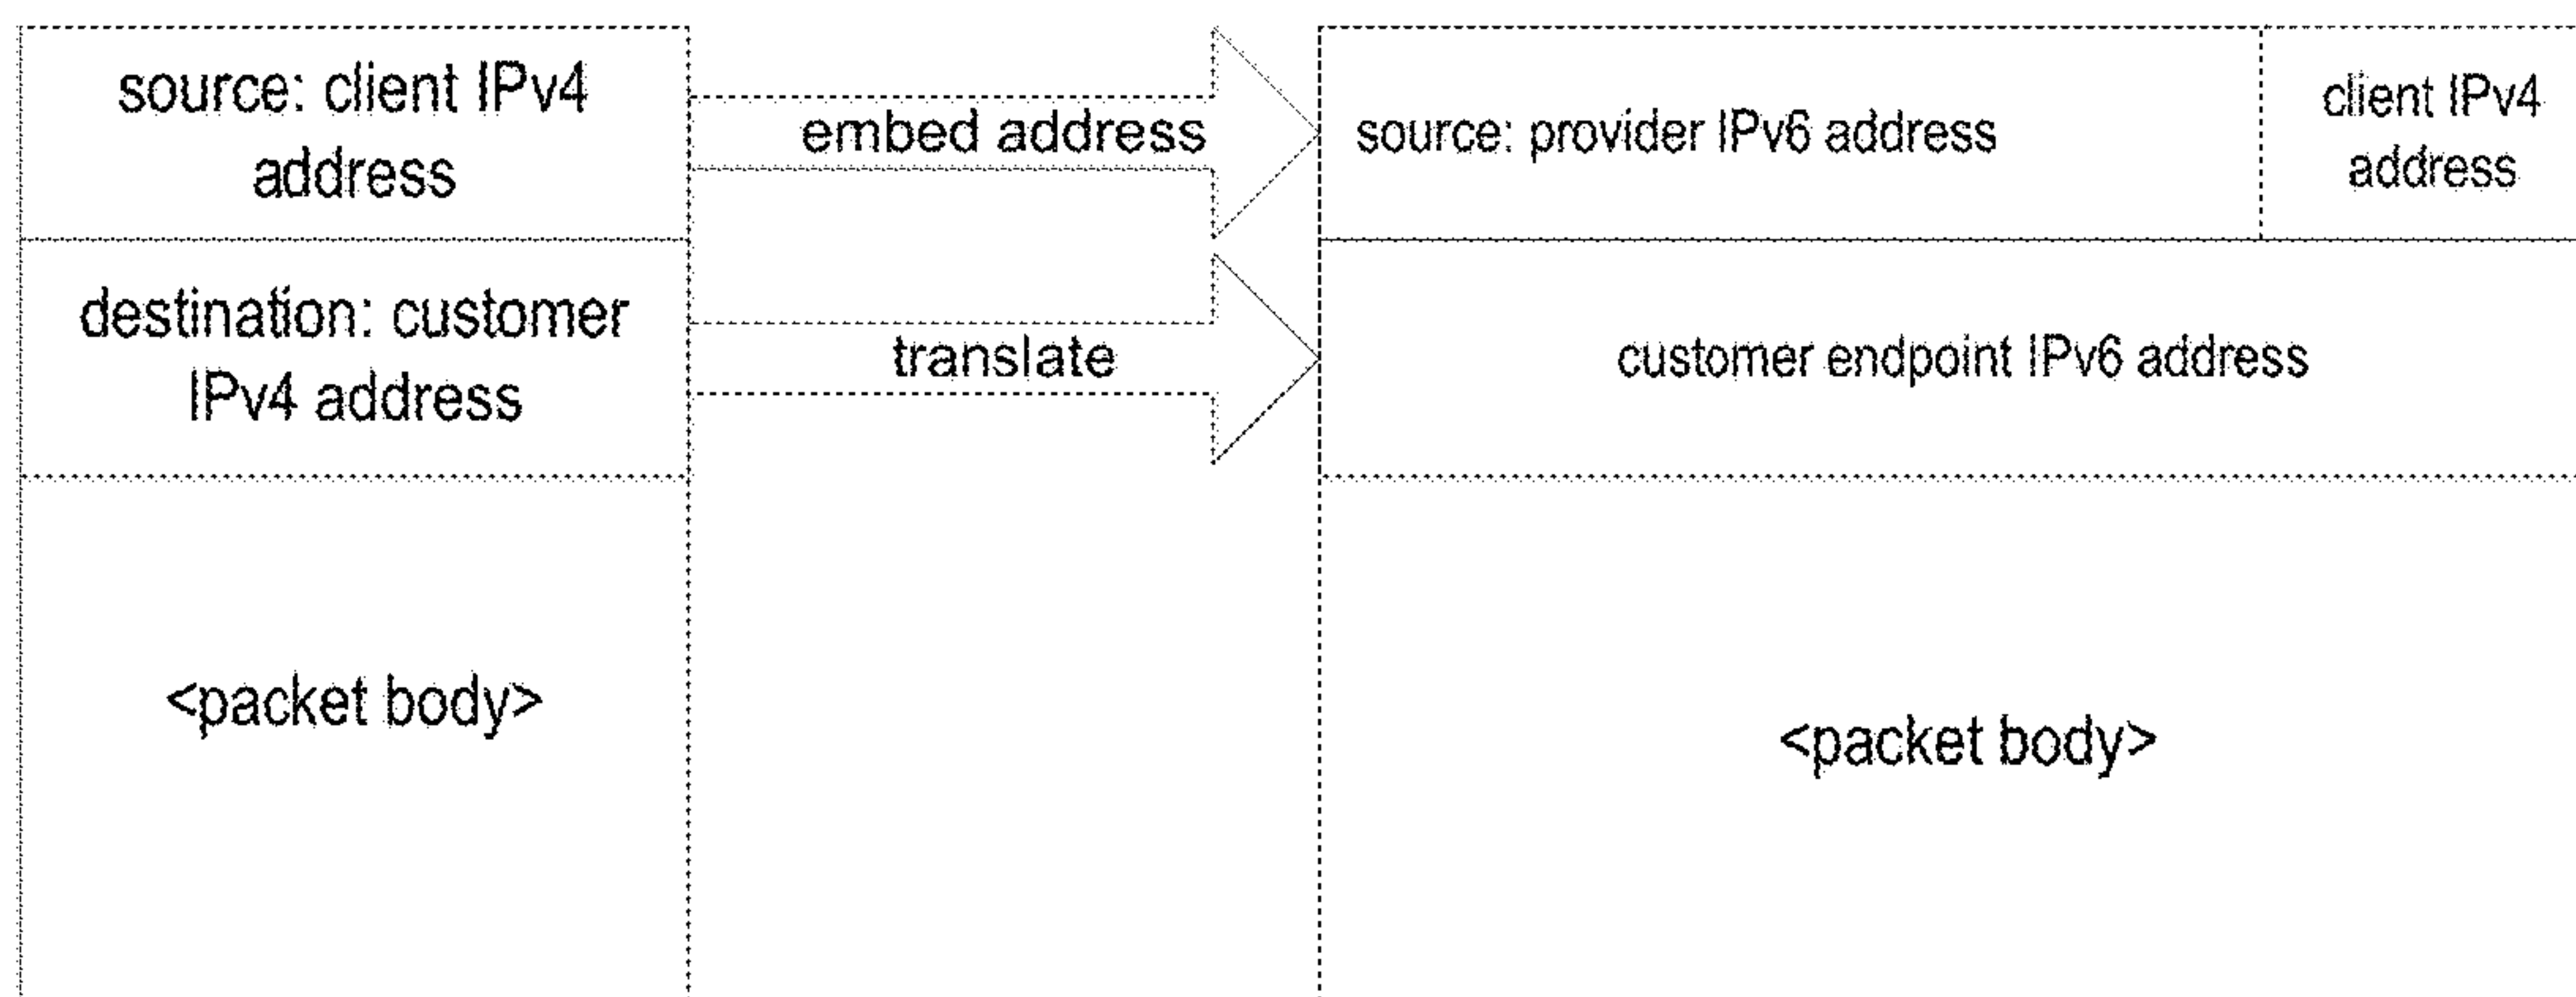 source: client IPv4
address
embed address
source: provider IPv6 address
client IPv4
address
destination: customer
IPv4 address
translate
customer endpoint IPv6 address
<packet body>
<packet body>